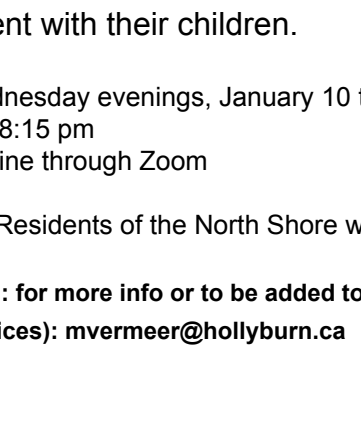 ent with their children.
nesday evenings, January 10
8:15 pm
ine through Zoom
Residents of the North Shore w
: for more info or to be added to
ices): mvermeer@hollyburn.ca